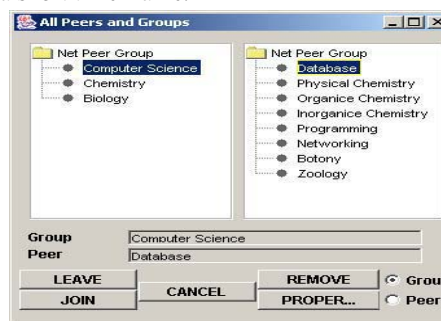 All Peers and Groups
Net Peer Group
Computer Science
Chemistry
Biology
Net Peer Group
Database
Physical Chemistry
Organice Chemistry
Inorganice Chemistry
Programming
Networking
Botony
Zoology
Group Computer Science
Peer Database
LEAVE REMOVE Grou
JOIN CANCEL PROPER... Peer